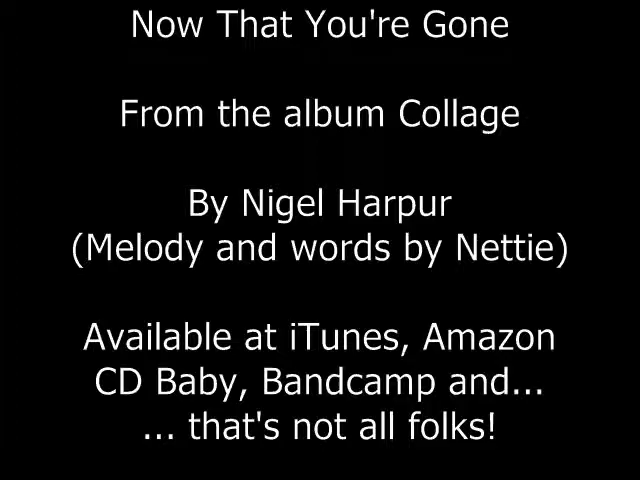 Now That You're Gone
From the album Collage
By Nigel Harpur
(Melody and words by Nettie)
Available at iTunes, Amazon
CD Baby, Bandcamp and...
... that's not all folks!